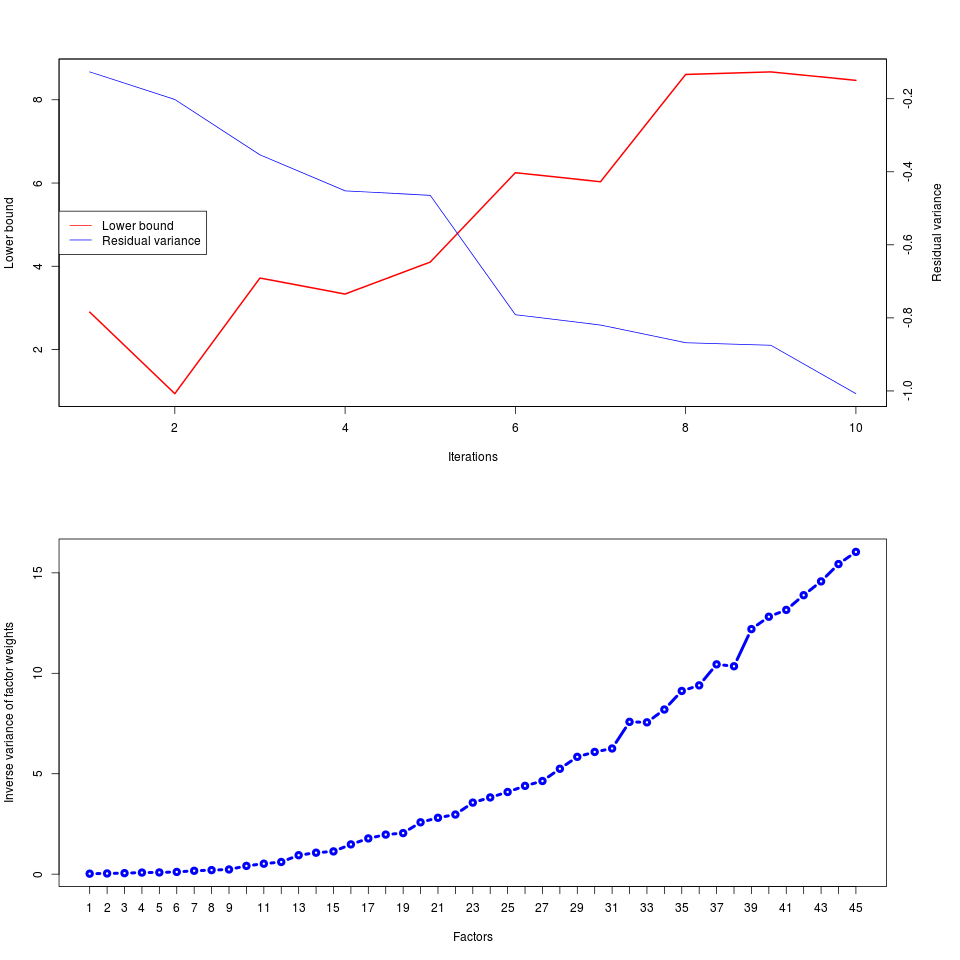 Lower bound
8
6
4
2
Lower bound
Residual variance
-0.2
-0.4
-0.6
-0.8
-1.0
Residual variance
2 4 6 8 10
Iterations
Inverse variance of factor weights
15
10
5
0
1 2 3 4 5 6 7 8 9 11 13 15 17 19 21 23 25 27 29 31 33 35 37 39 41 43 45
Factors